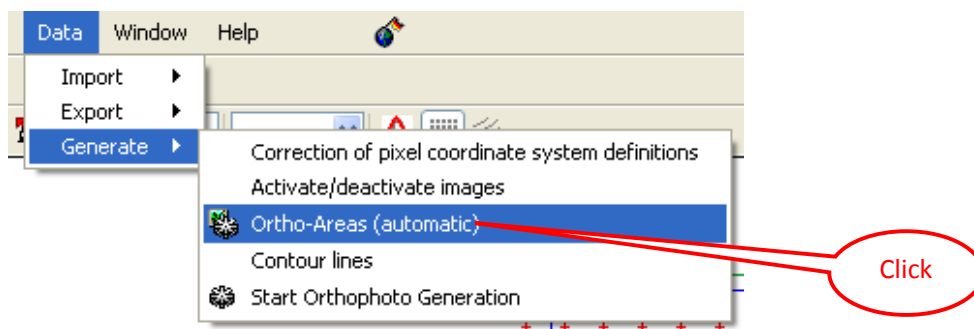 Data Window Help
Import
Export
Generate
Correction of pixel coordinate system definitions
Activate/deactivate images
Ortho-Areas (automatic)
Contour lines
Start Orthophoto Generation
Click